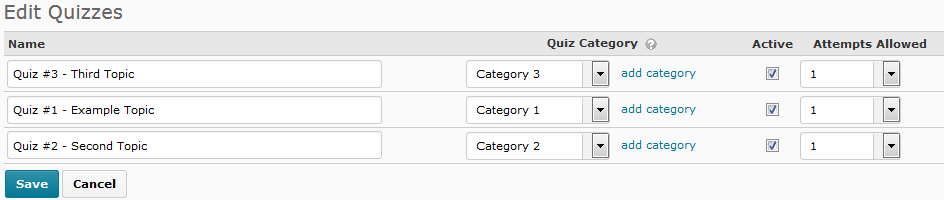 Edit Quizzes
Name Quiz Category ? Active Attempts Allowed
Quiz #3 - Third Topic Category 3 add category 1
Quiz #1 - Example Topic Category 1 add category 1
Quiz #2 - Second Topic Category 2 add category 1
Save Cancel